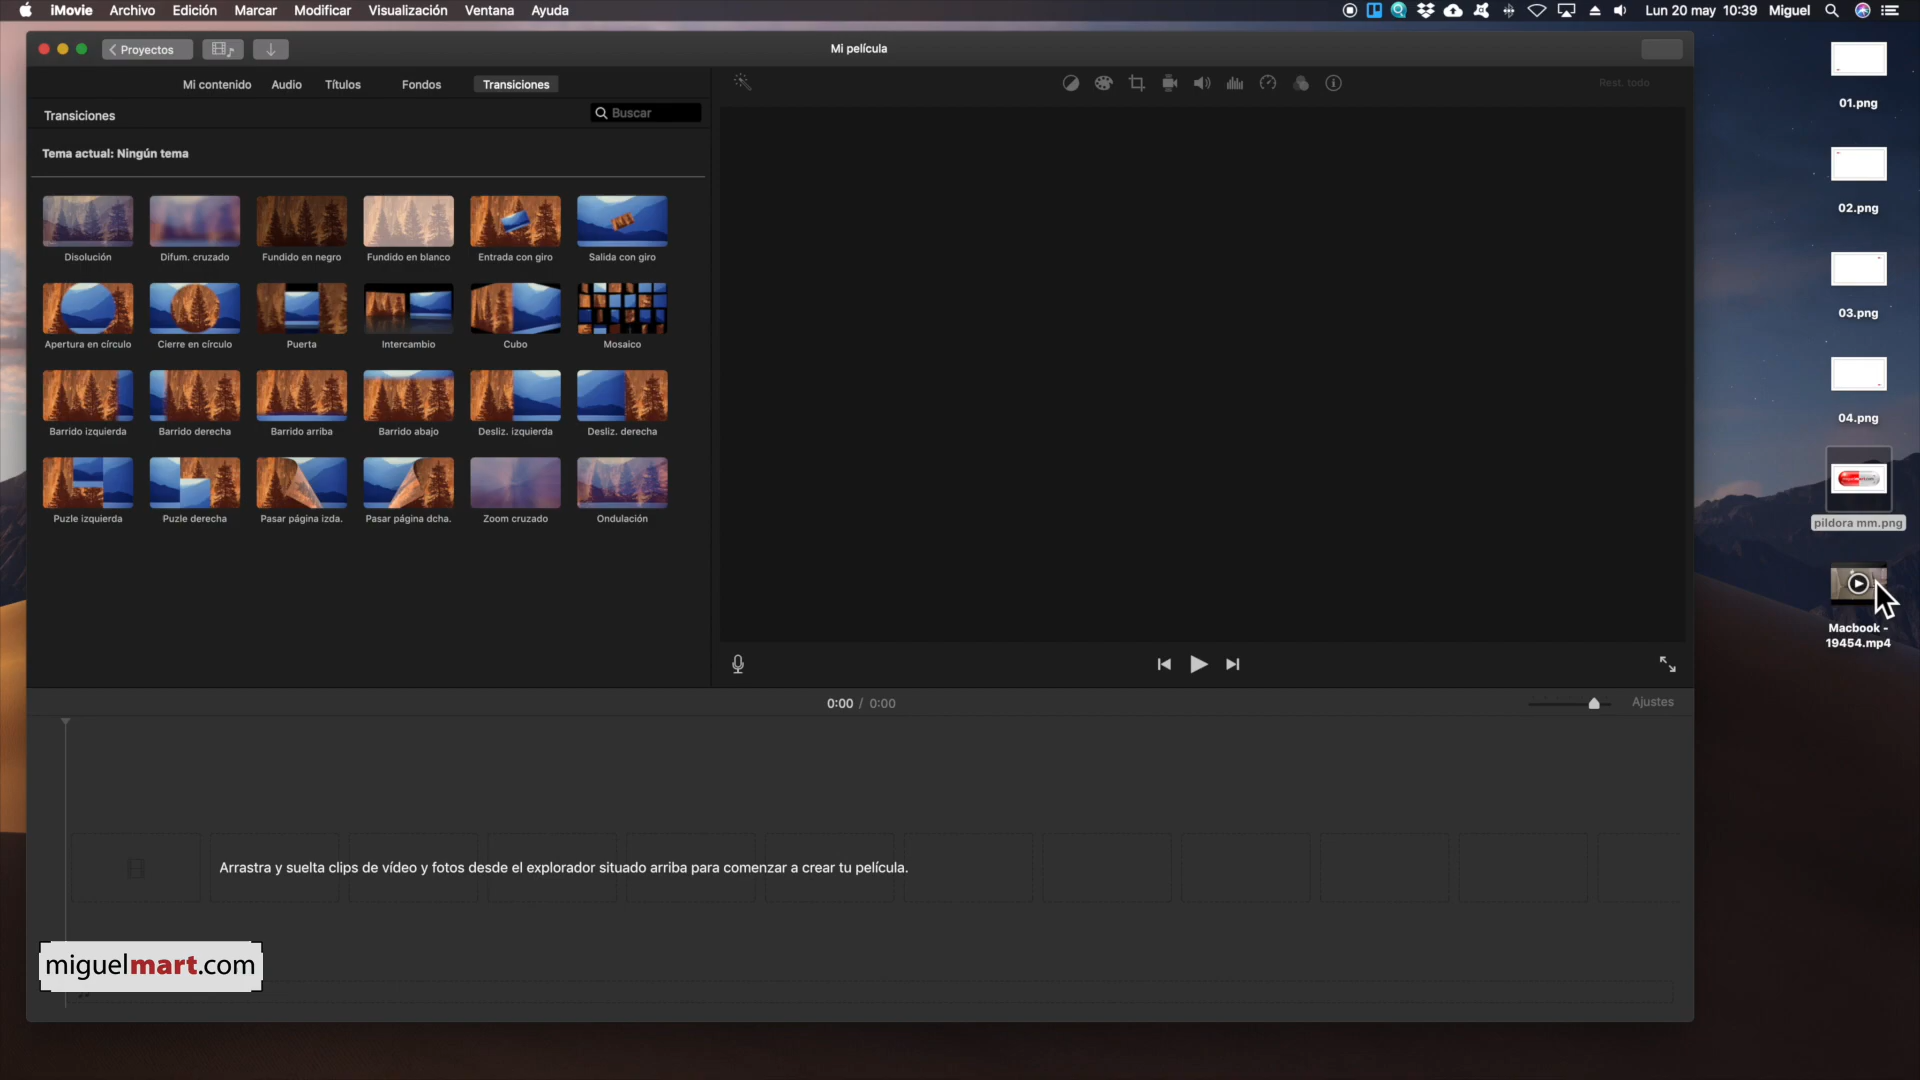 iMovie Archivo Edición Marcar Modificar Visualización Ventana Ayuda
Lun 20 may 10:39 Miguel
Proyectos
Mi película
Mi contenido Audio Títulos Fondos Transiciones
Rest. todo
Transiciones
Buscar
Tema actual: Ningún tema
Disolución Difum. cruzado Fundido en negro Fundido en blanco Entrada con giro Salida con giro
Apertura en círculo Cierre en círculo Puerta Intercambio Cubo Mosaico
Barrido izquierda Barrido derecha Barrido arriba Barrido abajo Desliz. izquierda Desliz. derecha
Puzle izquierda Puzle derecha Pasar página izda. Pasar página dcha. Zoom cruzado Ondulación
01.png
02.png
03.png
04.png
pildora mm.png
Macbook -
19454.mp4
0:00 / 0:00
Ajustes
Arrastra y suelta clips de vídeo y fotos desde el explorador situado arriba para comenzar a crear tu película.
miguelmart.com